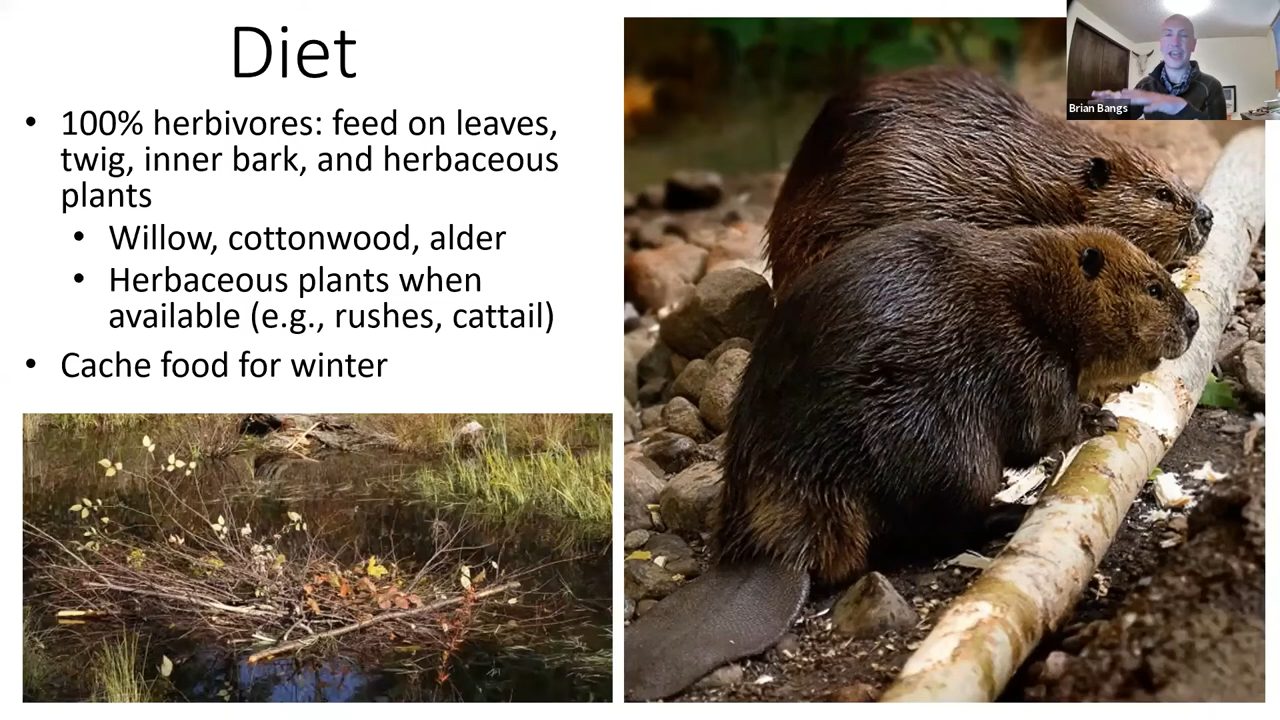 Diet
• 100% herbivores: feed on leaves,
twig, inner bark, and herbaceous
plants
• Willow, cottonwood, alder
• Herbaceous plants when
available (e.g., rushes, cattail)
• Cache food for winter
Brian Bangs